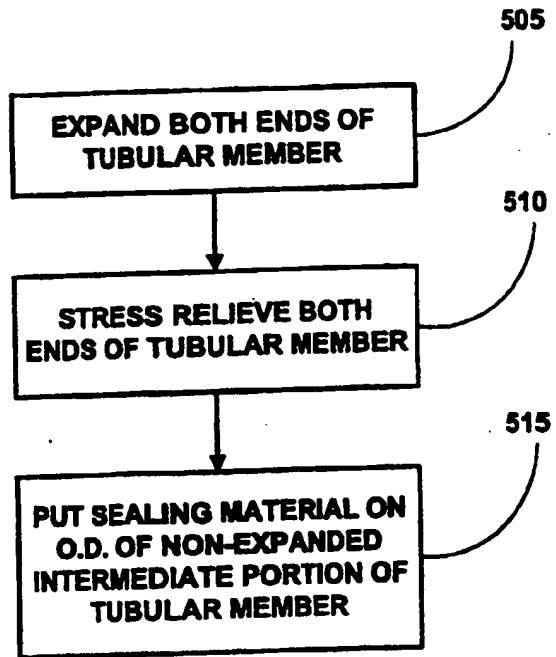 505
EXPAND BOTH ENDS OF
TUBULAR MEMBER
510
STRESS RELIEVE BOTH
ENDS OF TUBULAR MEMBER
515
PUT SEALING MATERIAL ON
O.D. OF NON-EXPANDED
INTERMEDIATE PORTION OF
TUBULAR MEMBER